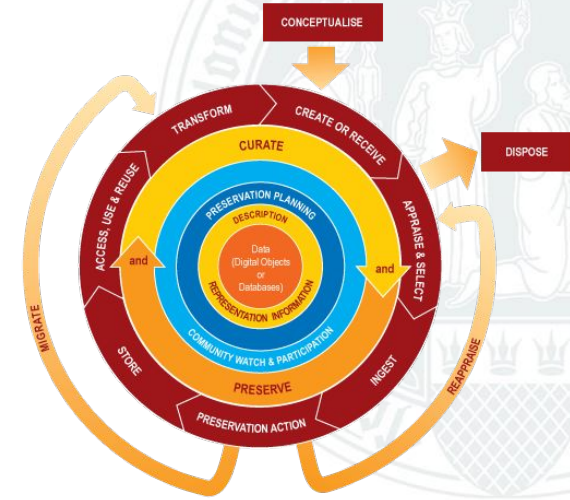 CONCEPTUALISE
DISPOSE
TRANSFORM
CREATE OR RECEIVE
APPRAISE & SELECT
INGEST
PRESERVATION ACTION
STORE
ACCESS, USE & REUSE
MIGRATE
REAPPRAISE
CURATE
and
PRESERVE
and
COMMUNITY WATCH & PARTICIPATION
PRESERVATION PLANNING
DESCRIPTION
REPRESENTATION INFORMATION
Data
(Digital Objects
or
Databases)